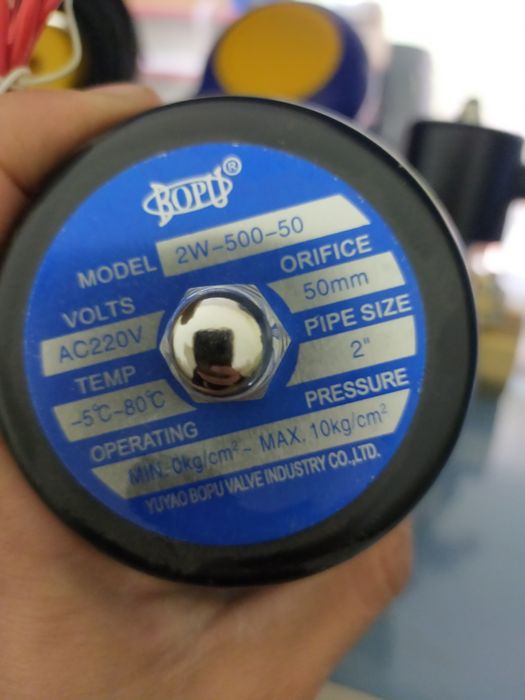 BOPU®
MODEL 2W-500-50
VOLTS
AC220V
ORIFICE
50mm
TEMP
-5℃~80℃
PIPE SIZE
2"
OPERATING PRESSURE
MIN. 0kg/cm² ~ MAX. 10kg/cm²
YUYAO BOPU VALVE INDUSTRY CO.,LTD.